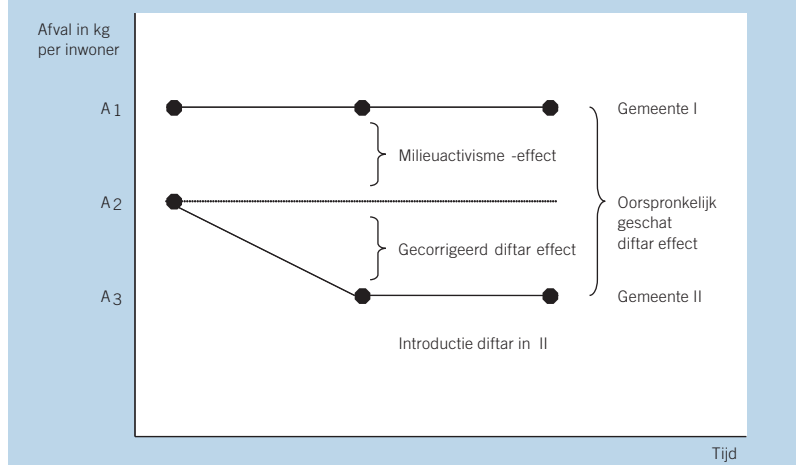 Afval in kg
per inwoner
A1
Gemeente I
Milieuactivisme -effect
A2
Oorspronkelijk
geschat
diftar effect
Gecorrigeerd diftar effect
A3
Gemeente II
Introductie diftar in II
Tijd